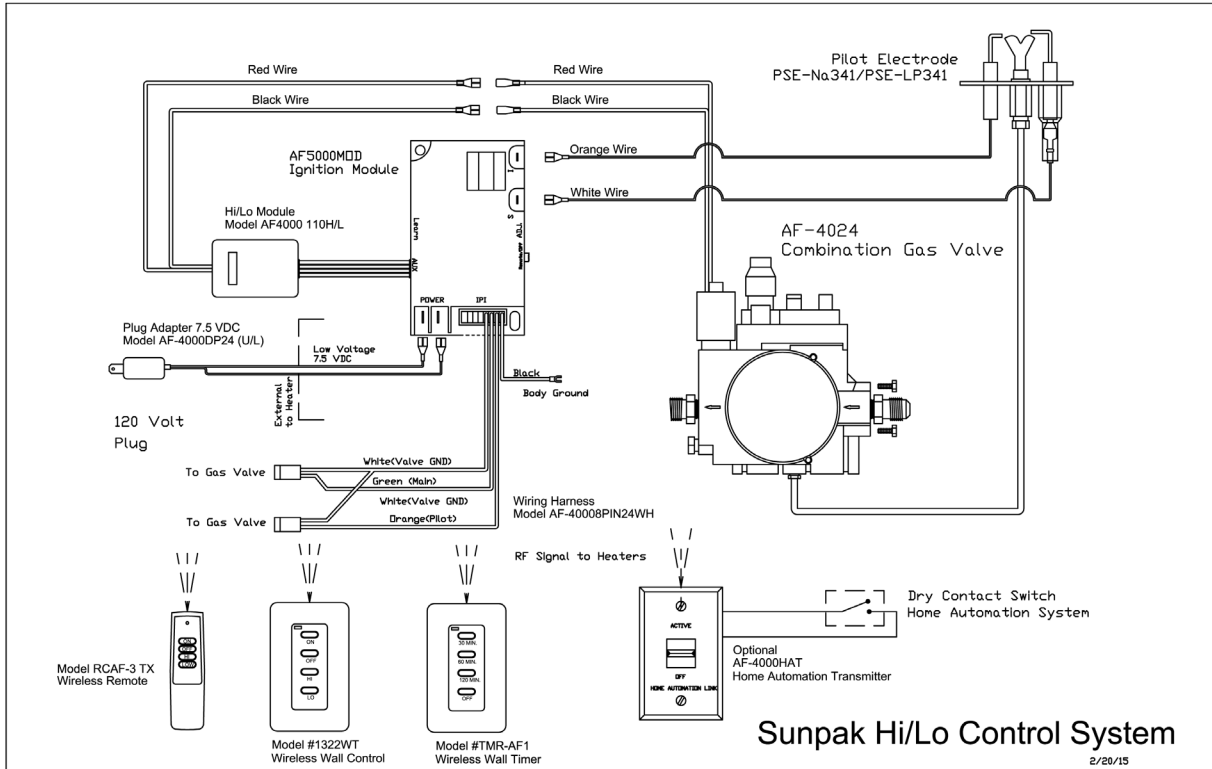 Red Wire
Red Wire
Black Wire
Black Wire
Pilot Electrode
PSE-Na341/PSE-LP341
AF5000MOD
Ignition Module
Orange Wire
I
White Wire
S
Hi/Lo Module
Model AF4000 110H/L
Learn
AUX
ADJ
Remote/OFF
AF-4024
Combination Gas Valve
POWER
IPI
Plug Adapter 7.5 VDC
Model AF-4000DP24 (U/L)
Low Voltage
7.5 VDC
External
to Heater
Black
Body Ground
120 Volt
Plug
White(Valve GND)
To Gas Valve
Green (Main)
White(Valve GND)
To Gas Valve
Orange(Pilot)
Wiring Harness
Model AF-40008PIN24WH
RF Signal to Heaters
ON
OFF
HI
LOW
Model RCAF-3 TX
Wireless Remote
ON
OFF
HI
LO
Model #1322WT
Wireless Wall Control
30 MIN.
60 MIN.
120 MIN.
OFF
Model #TMR-AF1
Wireless Wall Timer
ACTIVE
OFF
HOME AUTOMATION LINK
Dry Contact Switch
Home Automation System
Optional
AF-4000HAT
Home Automation Transmitter
Sunpak Hi/Lo Control System
2/20/15